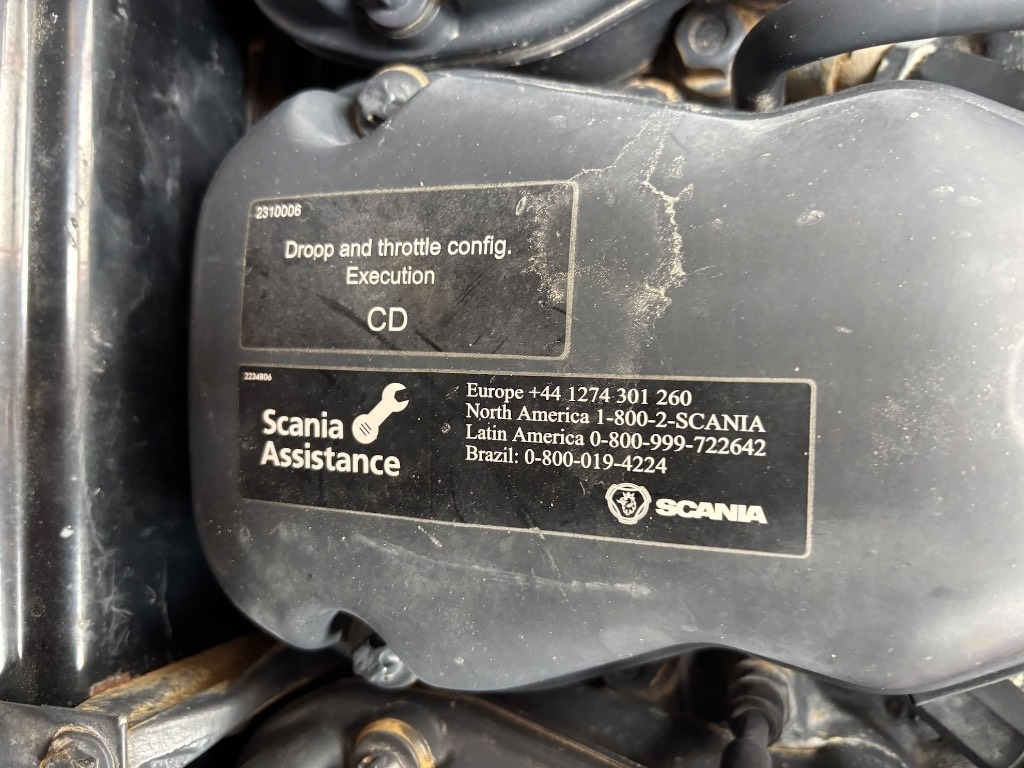 2310006
Dropp and throttle config.
Execution
CD
2234806
Scania
Assistance
Europe +44 1274 301 260
North America 1-800-2-SCANIA
Latin America 0-800-999-722642
Brazil: 0-800-019-4224
SCANIA